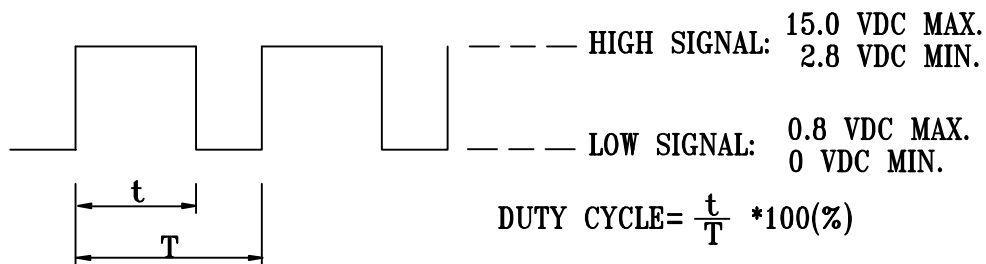 15.0 VDC MAX.
HIGH SIGNAL: 2.8 VDC MIN.
0.8 VDC MAX.
LOW SIGNAL: 0 VDC MIN.
t
T
DUTY CYCLE= t/T *100(%)